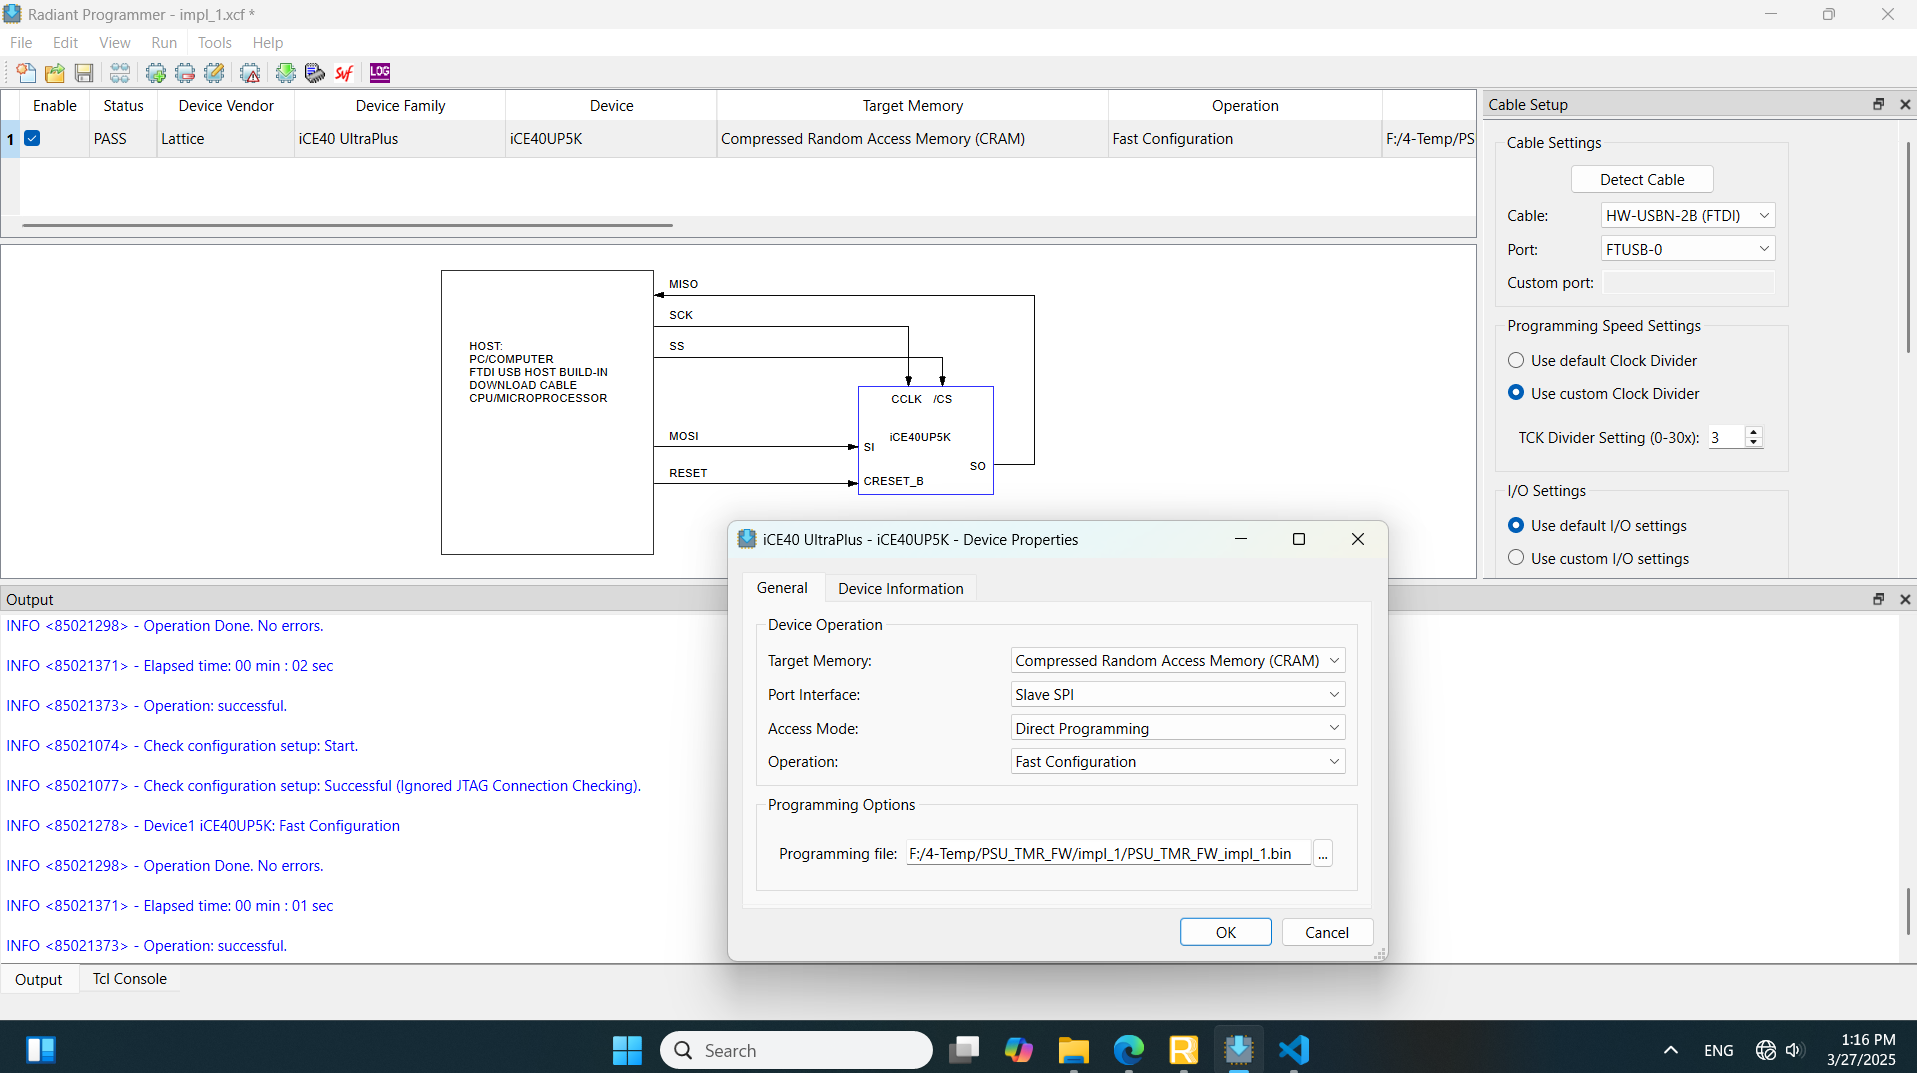 Radiant Programmer - impl_1.xcf *
File Edit View Run Tools Help
Svf LOG
Enable Status Device Vendor Device Family Device Target Memory Operation
1 PASS Lattice iCE40 UltraPlus iCE40UP5K Compressed Random Access Memory (CRAM) Fast Configuration F:/4-Temp/PS
Cable Setup
Cable Settings
Detect Cable
Cable: HW-USBN-2B (FTDI)
Port: FTUSB-0
Custom port:
Programming Speed Settings
Use default Clock Divider
Use custom Clock Divider
TCK Divider Setting (0-30x): 3
I/O Settings
Use default I/O settings
Use custom I/O settings
MISO
SCK
SS
HOST:
PC/COMPUTER
FTDI USB HOST BUILD-IN
DOWNLOAD CABLE
CPU/MICROPROCESSOR
MOSI
RESET
CCLK /CS
iCE40UP5K
SI
SO
CRESET_B
Output
INFO <85021298> - Operation Done. No errors.
INFO <85021371> - Elapsed time: 00 min : 02 sec
INFO <85021373> - Operation: successful.
INFO <85021074> - Check configuration setup: Start.
INFO <85021077> - Check configuration setup: Successful (Ignored JTAG Connection Checking).
INFO <85021278> - Device1 iCE40UP5K: Fast Configuration
INFO <85021298> - Operation Done. No errors.
INFO <85021371> - Elapsed time: 00 min : 01 sec
INFO <85021373> - Operation: successful.
Output Tcl Console
iCE40 UltraPlus - iCE40UP5K - Device Properties
General Device Information
Device Operation
Target Memory: Compressed Random Access Memory (CRAM)
Port Interface: Slave SPI
Access Mode: Direct Programming
Operation: Fast Configuration
Programming Options
Programming file: F:/4-Temp/PSU_TMR_FW/impl_1/PSU_TMR_FW_impl_1.bin ...
OK Cancel
Search
R
ENG
1:16 PM
3/27/2025